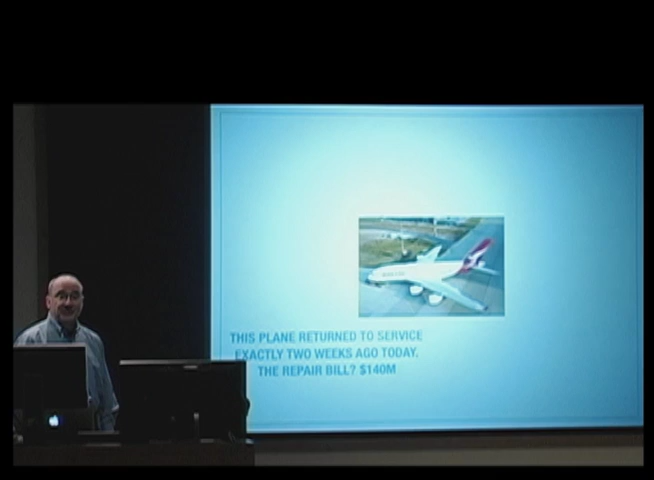 THIS PLANE RETURNED TO SERVICE
EXACTLY TWO WEEKS AGO TODAY.
THE REPAIR BILL? $140M